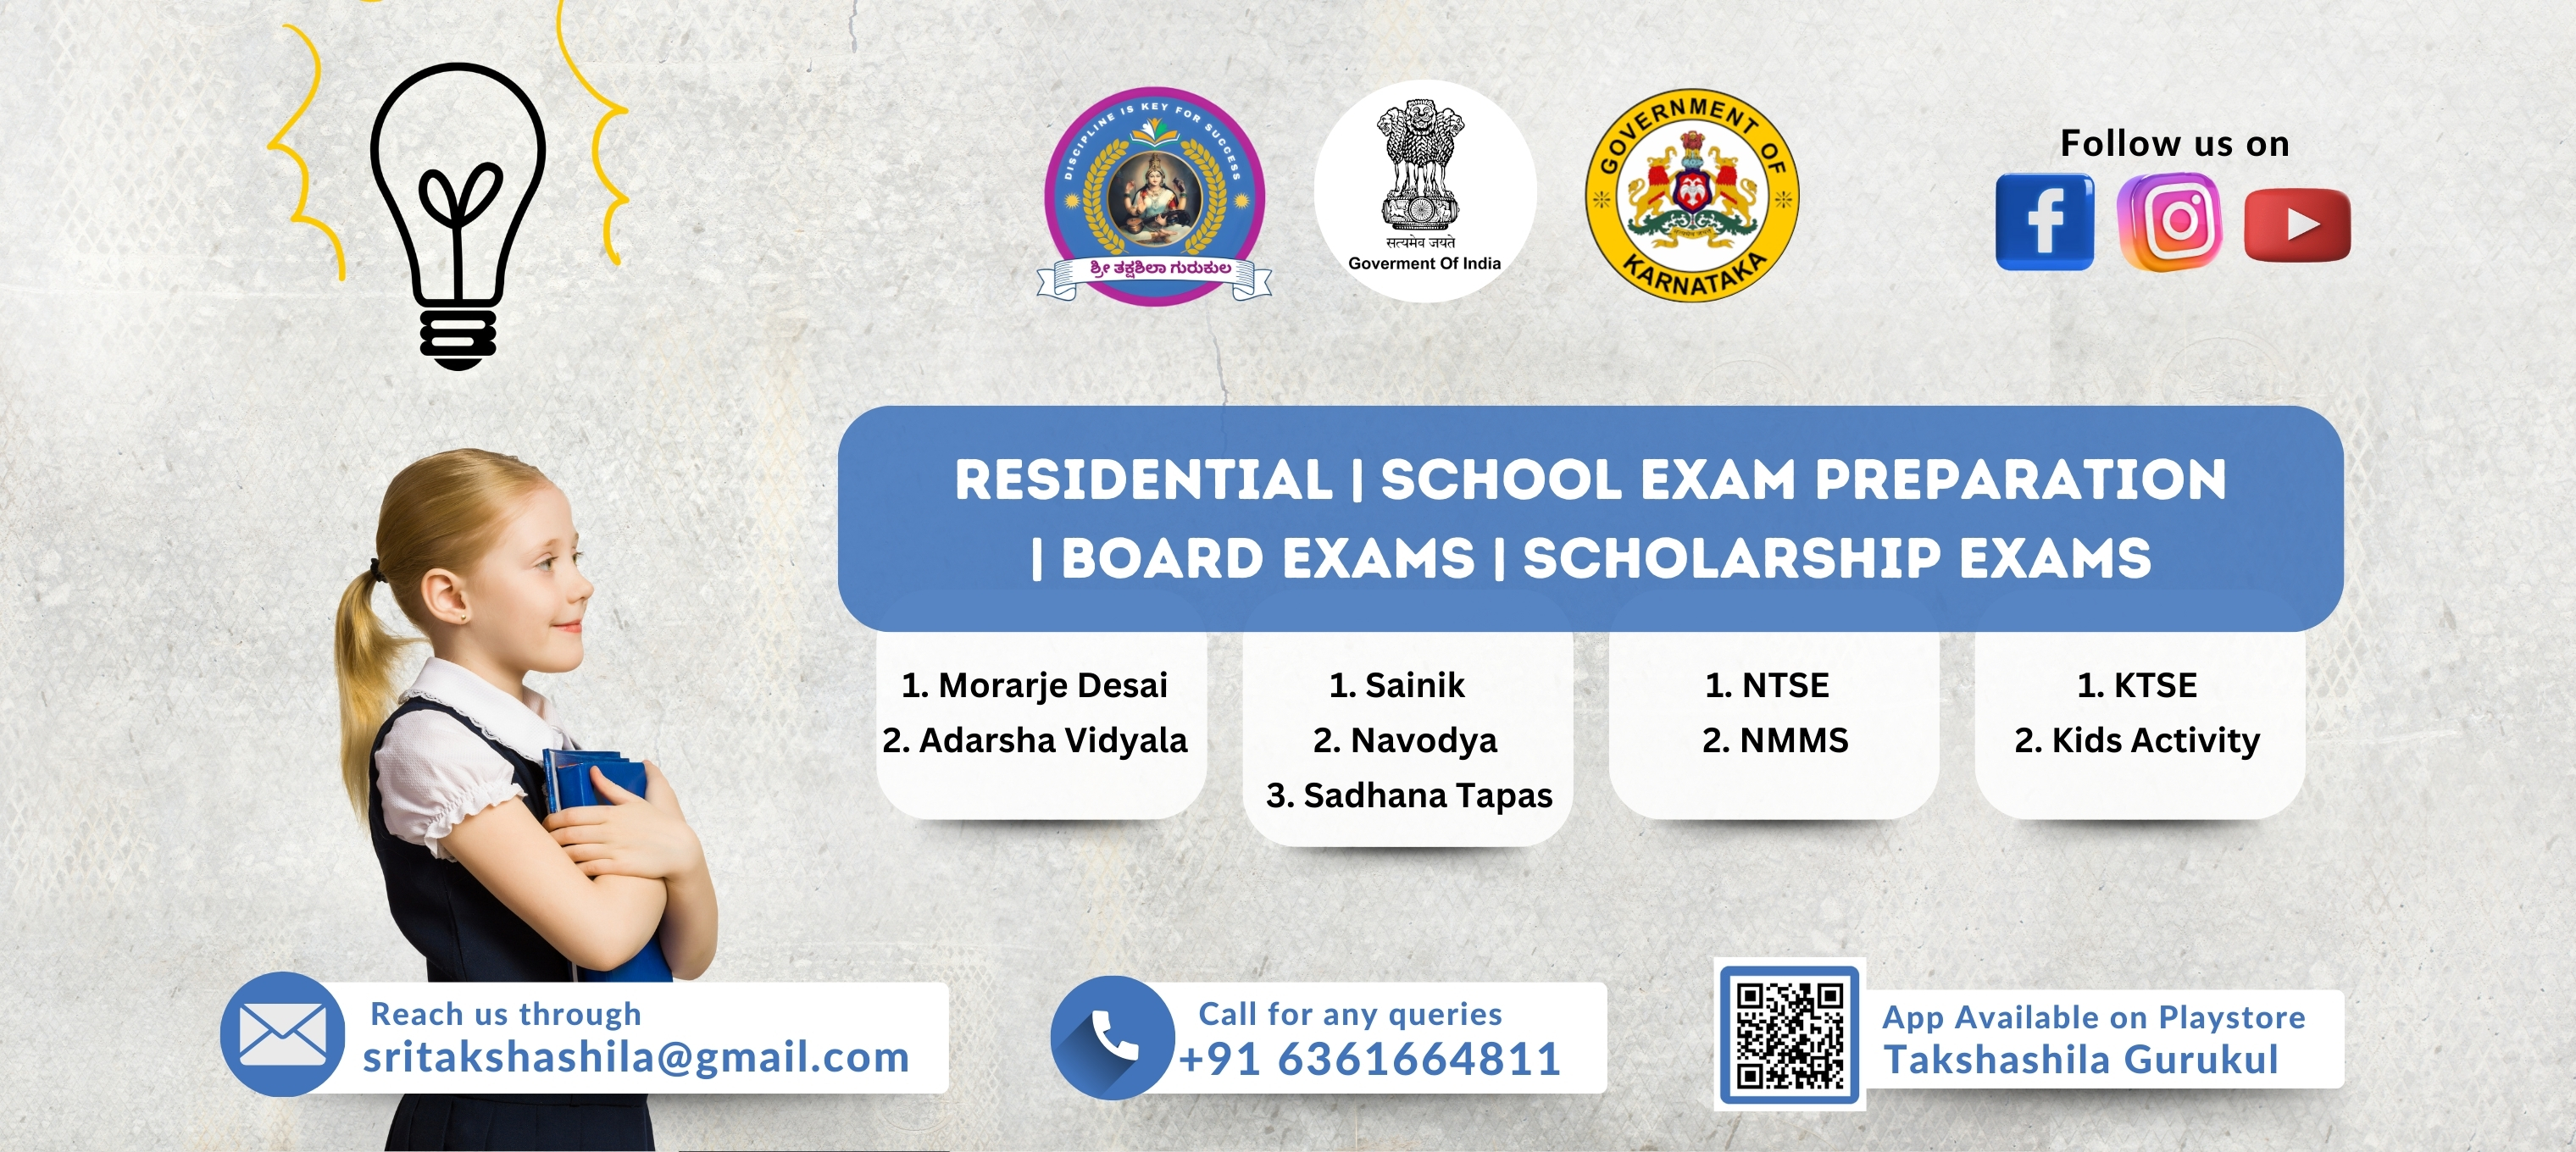 DISCIPLINE IS KEY FOR SUCCESS
ಶ್ರೀ ತಕ್ಷಶಿಲಾ ಗುರುಕುಲ
सत्यमेव जयते
Goverment Of India
GOVERNMENT OF
KARNATAKA
Follow us on
RESIDENTIAL | SCHOOL EXAM PREPARATION
| BOARD EXAMS | SCHOLARSHIP EXAMS
1. Morarje Desai
2. Adarsha Vidyala
1. Sainik
2. Navodya
3. Sadhana Tapas
1. NTSE
2. NMMS
1. KTSE
2. Kids Activity
Reach us through
sritakshashila@gmail.com
Call for any queries
+91 6361664811
App Available on Playstore
Takshashila Gurukul